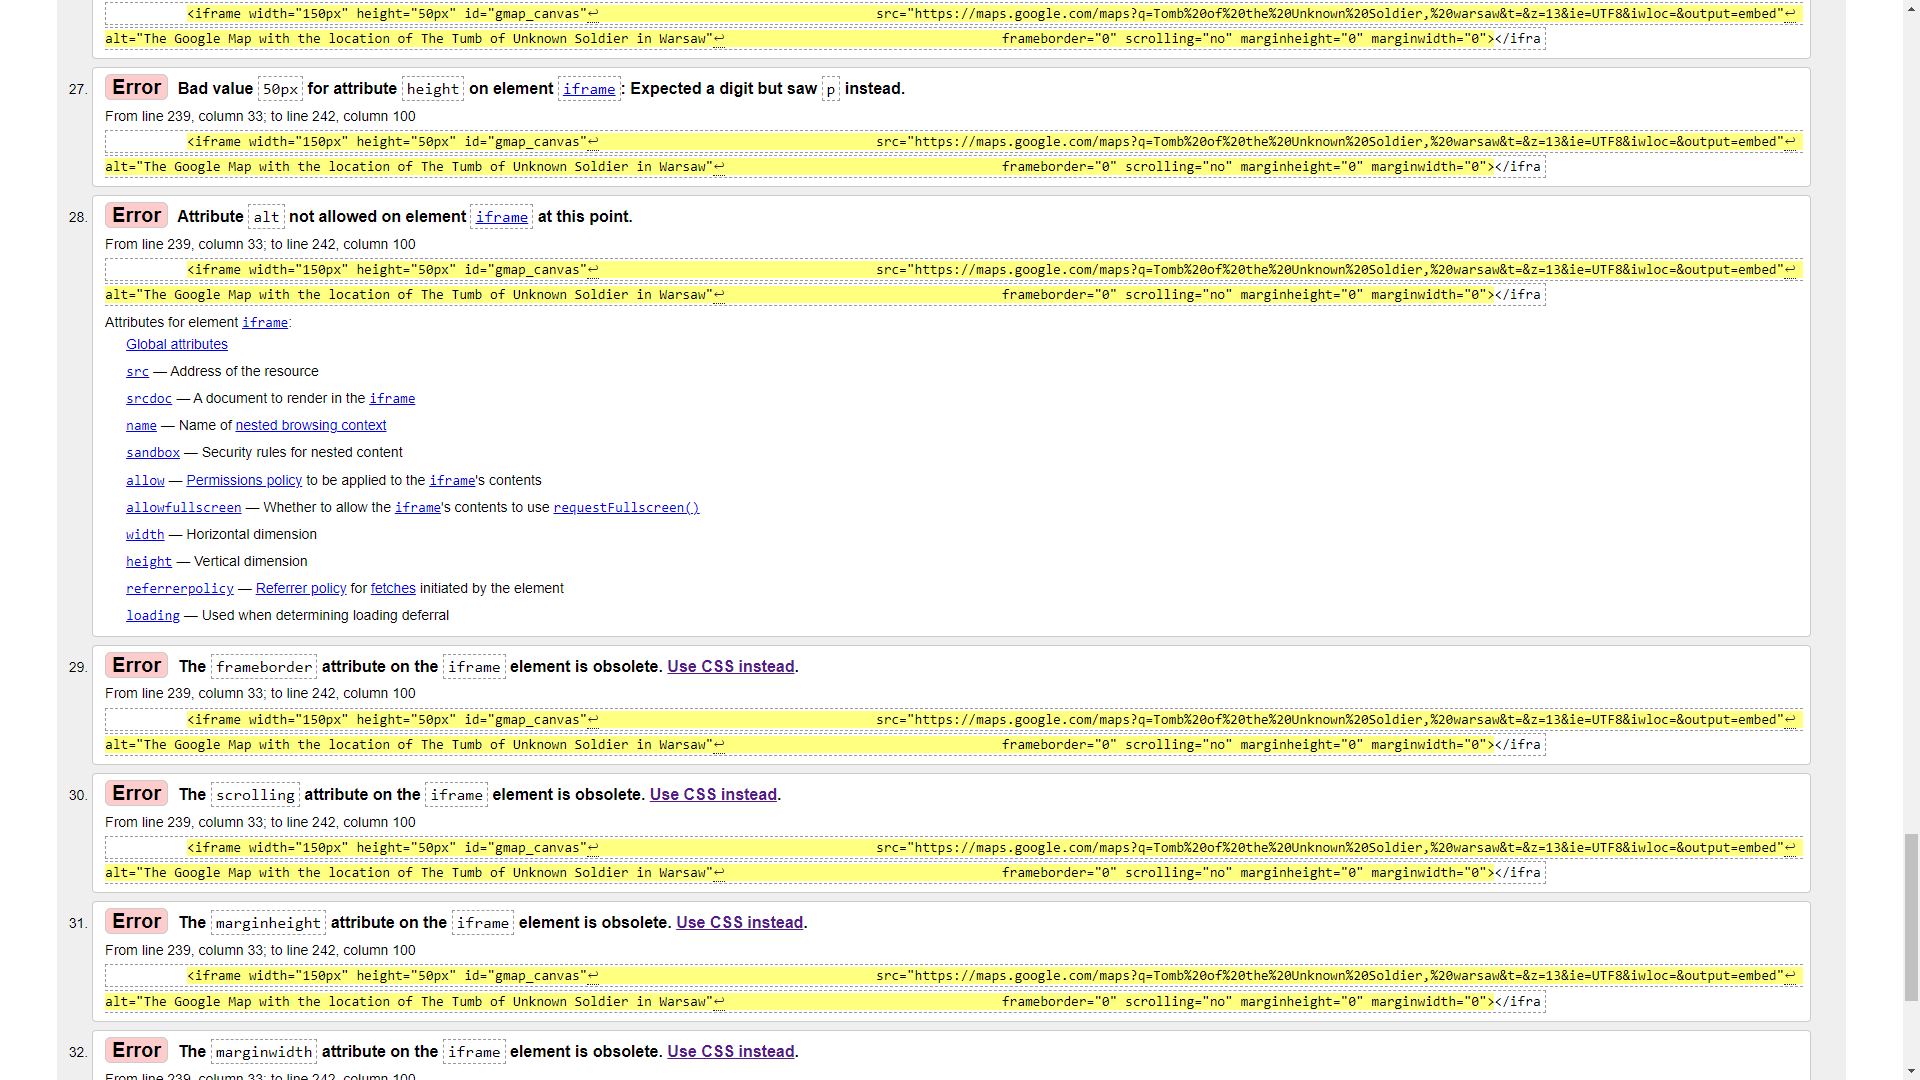 <iframe width="150px" height="50px" id="gmap_canvas"↩ src="https://maps.google.com/maps?q=Tomb%20of%20the%20Unknown%20Soldier,%20warsaw&t=&z=13&ie=UTF8&iwloc=&output=embed"↩
alt="The Google Map with the location of The Tumb of Unknown Soldier in Warsaw"↩ frameborder="0" scrolling="no" marginheight="0" marginwidth="0"></ifra
27. Error Bad value 50px for attribute height on element iframe: Expected a digit but saw p instead.
From line 239, column 33; to line 242, column 100
<iframe width="150px" height="50px" id="gmap_canvas"↩ src="https://maps.google.com/maps?q=Tomb%20of%20the%20Unknown%20Soldier,%20warsaw&t=&z=13&ie=UTF8&iwloc=&output=embed"↩
alt="The Google Map with the location of The Tumb of Unknown Soldier in Warsaw"↩ frameborder="0" scrolling="no" marginheight="0" marginwidth="0"></ifra
28. Error Attribute alt not allowed on element iframe at this point.
From line 239, column 33; to line 242, column 100
<iframe width="150px" height="50px" id="gmap_canvas"↩ src="https://maps.google.com/maps?q=Tomb%20of%20the%20Unknown%20Soldier,%20warsaw&t=&z=13&ie=UTF8&iwloc=&output=embed"↩
alt="The Google Map with the location of The Tumb of Unknown Soldier in Warsaw"↩ frameborder="0" scrolling="no" marginheight="0" marginwidth="0"></ifra
Attributes for element iframe:
Global attributes
src — Address of the resource
srcdoc — A document to render in the iframe
name — Name of nested browsing context
sandbox — Security rules for nested content
allow — Permissions policy to be applied to the iframe's contents
allowfullscreen — Whether to allow the iframe's contents to use requestFullscreen()
width — Horizontal dimension
height — Vertical dimension
referrerpolicy — Referrer policy for fetches initiated by the element
loading — Used when determining loading deferral
29. Error The frameborder attribute on the iframe element is obsolete. Use CSS instead.
From line 239, column 33; to line 242, column 100
<iframe width="150px" height="50px" id="gmap_canvas"↩ src="https://maps.google.com/maps?q=Tomb%20of%20the%20Unknown%20Soldier,%20warsaw&t=&z=13&ie=UTF8&iwloc=&output=embed"↩
alt="The Google Map with the location of The Tumb of Unknown Soldier in Warsaw"↩ frameborder="0" scrolling="no" marginheight="0" marginwidth="0"></ifra
30. Error The scrolling attribute on the iframe element is obsolete. Use CSS instead.
From line 239, column 33; to line 242, column 100
<iframe width="150px" height="50px" id="gmap_canvas"↩ src="https://maps.google.com/maps?q=Tomb%20of%20the%20Unknown%20Soldier,%20warsaw&t=&z=13&ie=UTF8&iwloc=&output=embed"↩
alt="The Google Map with the location of The Tumb of Unknown Soldier in Warsaw"↩ frameborder="0" scrolling="no" marginheight="0" marginwidth="0"></ifra
31. Error The marginheight attribute on the iframe element is obsolete. Use CSS instead.
From line 239, column 33; to line 242, column 100
<iframe width="150px" height="50px" id="gmap_canvas"↩ src="https://maps.google.com/maps?q=Tomb%20of%20the%20Unknown%20Soldier,%20warsaw&t=&z=13&ie=UTF8&iwloc=&output=embed"↩
alt="The Google Map with the location of The Tumb of Unknown Soldier in Warsaw"↩ frameborder="0" scrolling="no" marginheight="0" marginwidth="0"></ifra
32. Error The marginwidth attribute on the iframe element is obsolete. Use CSS instead.
From line 239, column 33; to line 242, column 100